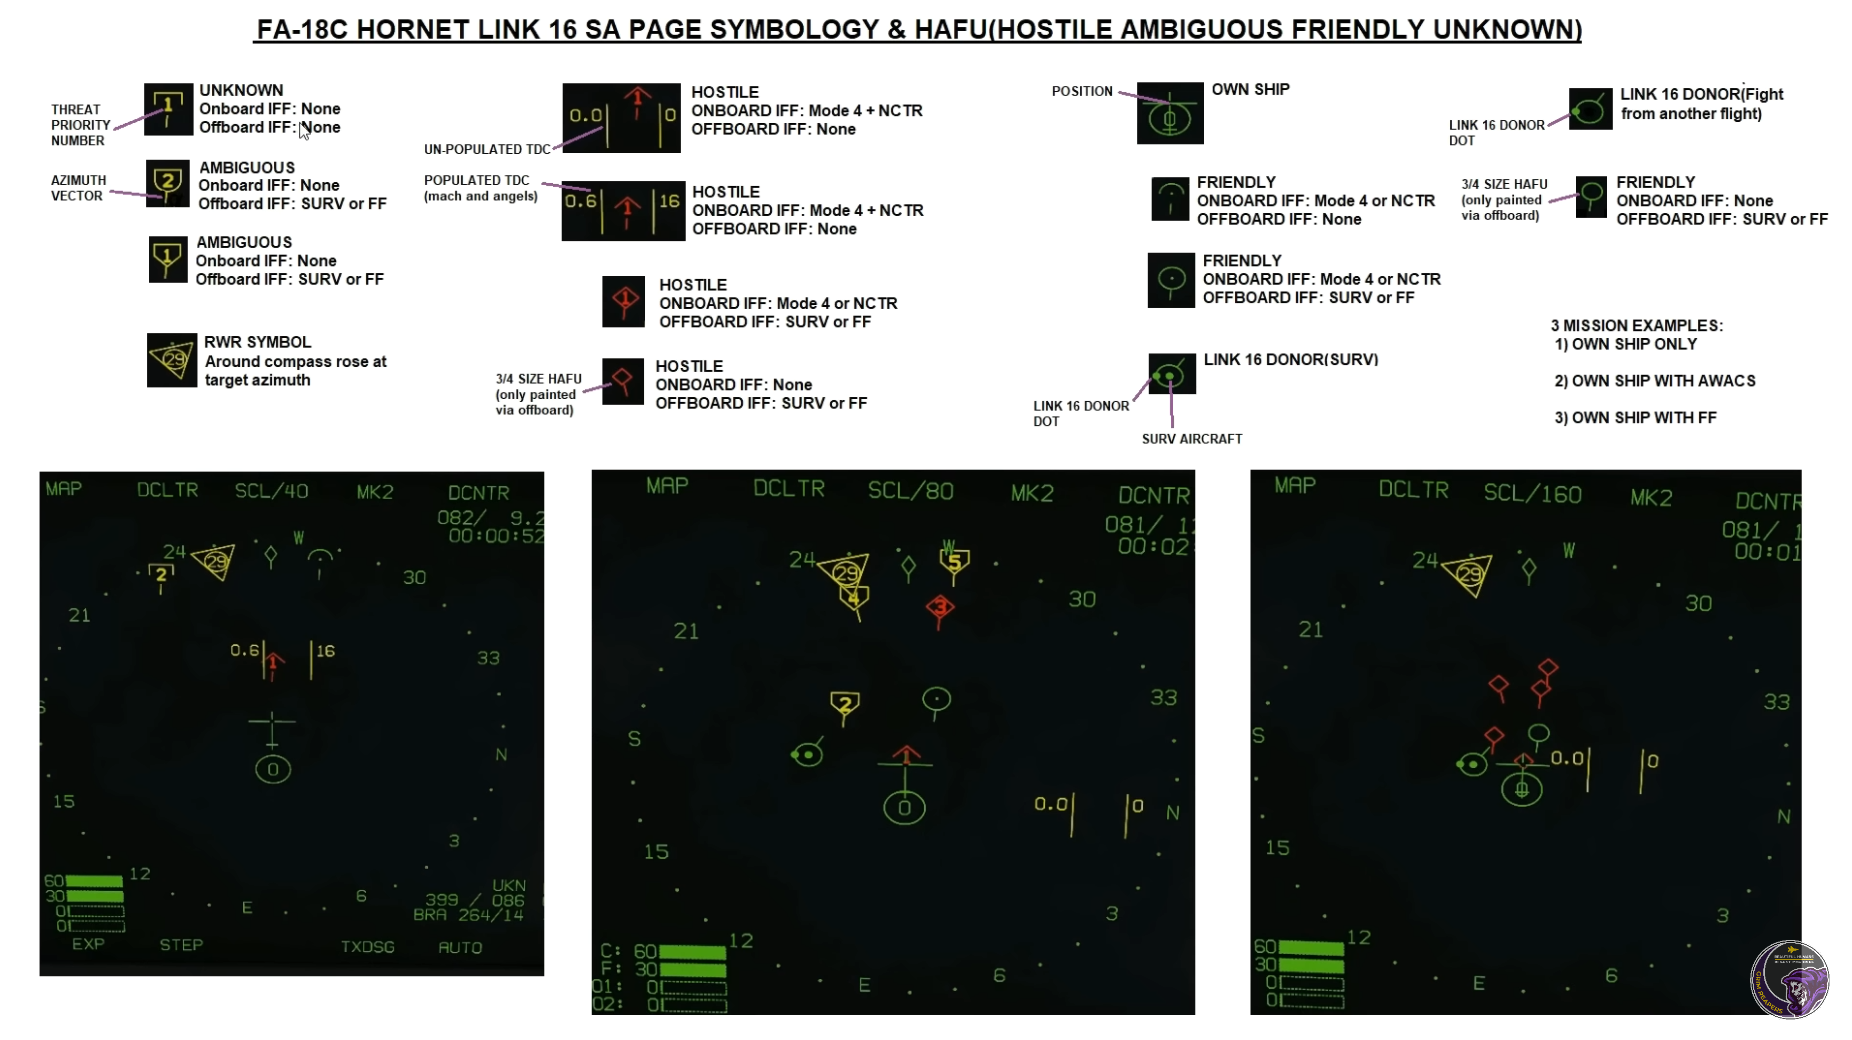 FA-18C HORNET LINK 16 SA PAGE SYMBOLOGY & HAFU(HOSTILE AMBIGUOUS FRIENDLY UNKNOWN)
THREAT
PRIORITY
NUMBER
1
UNKNOWN
Onboard IFF: None
Offboard IFF: None
AZIMUTH
VECTOR
2
AMBIGUOUS
Onboard IFF: None
Offboard IFF: SURV or FF
1
AMBIGUOUS
Onboard IFF: None
Offboard IFF: SURV or FF
29
RWR SYMBOL
Around compass rose at
target azimuth
UN-POPULATED TDC
0.0 1 0
HOSTILE
ONBOARD IFF: Mode 4 + NCTR
OFFBOARD IFF: None
POPULATED TDC
(mach and angels)
0.6 1 16
HOSTILE
ONBOARD IFF: Mode 4 + NCTR
OFFBOARD IFF: None
1
HOSTILE
ONBOARD IFF: Mode 4 or NCTR
OFFBOARD IFF: SURV or FF
3/4 SIZE HAFU
(only painted
via offboard)
HOSTILE
ONBOARD IFF: None
OFFBOARD IFF: SURV or FF
POSITION
0
OWN SHIP
FRIENDLY
ONBOARD IFF: Mode 4 or NCTR
OFFBOARD IFF: None
FRIENDLY
ONBOARD IFF: Mode 4 or NCTR
OFFBOARD IFF: SURV or FF
LINK 16 DONOR(SURV)
LINK 16 DONOR
DOT
SURV AIRCRAFT
LINK 16 DONOR(Fight
from another flight)
LINK 16 DONOR
DOT
3/4 SIZE HAFU
(only painted
via offboard)
FRIENDLY
ONBOARD IFF: None
OFFBOARD IFF: SURV or FF
3 MISSION EXAMPLES:
1) OWN SHIP ONLY
2) OWN SHIP WITH AWACS
3) OWN SHIP WITH FF
MAP DCLTR SCL/40 MK2 DCNTR
082/ 9.2
00:00:52
24 29 W
2
30
21
0.6 1 16
33
S
N
0
15
3
60 12
30
0
0
E 6
UKN
399 / 086
BRA 264/14
EXP STEP TXDSG AUTO
MAP DCLTR SCL/80 MK2 DCNTR
081/ 1
00:02
24 29 W 5
4 3
30
21
2
33
S
1
0
0.0 0
N
15
3
C: 60 12
F: 30
01: 0
02: 0
E 6
MAP DCLTR SCL/160 MK2 DCNTR
081/ 1
00:01
24 29 W
30
21
33
S
0.0 0
0
N
15
3
60 12
30
0
0
E 6
GRIM REAPERS